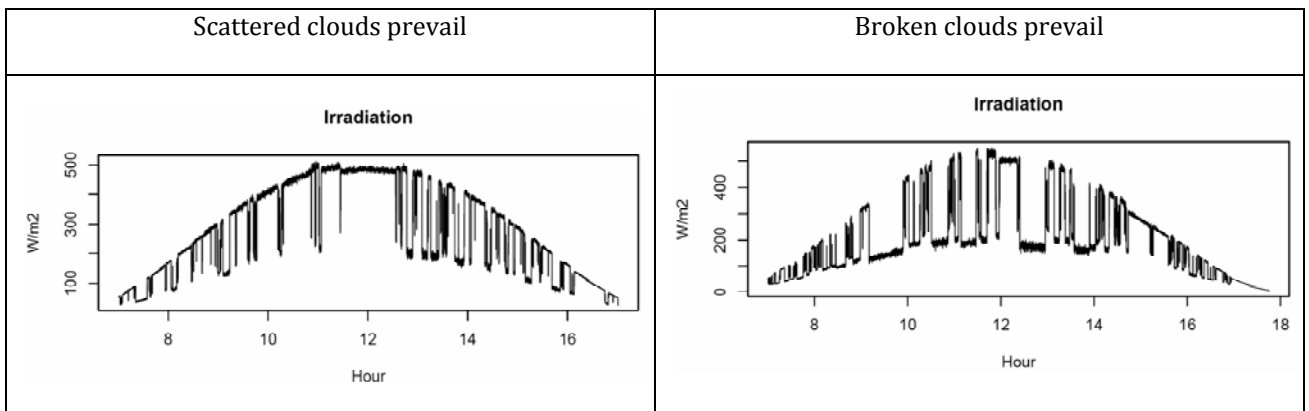 Scattered clouds prevail
Broken clouds prevail
Irradiation
W/m2
500
300
100
8 10 12 14 16
Hour
Irradiation
W/m2
400
200
0
8 10 12 14 16 18
Hour